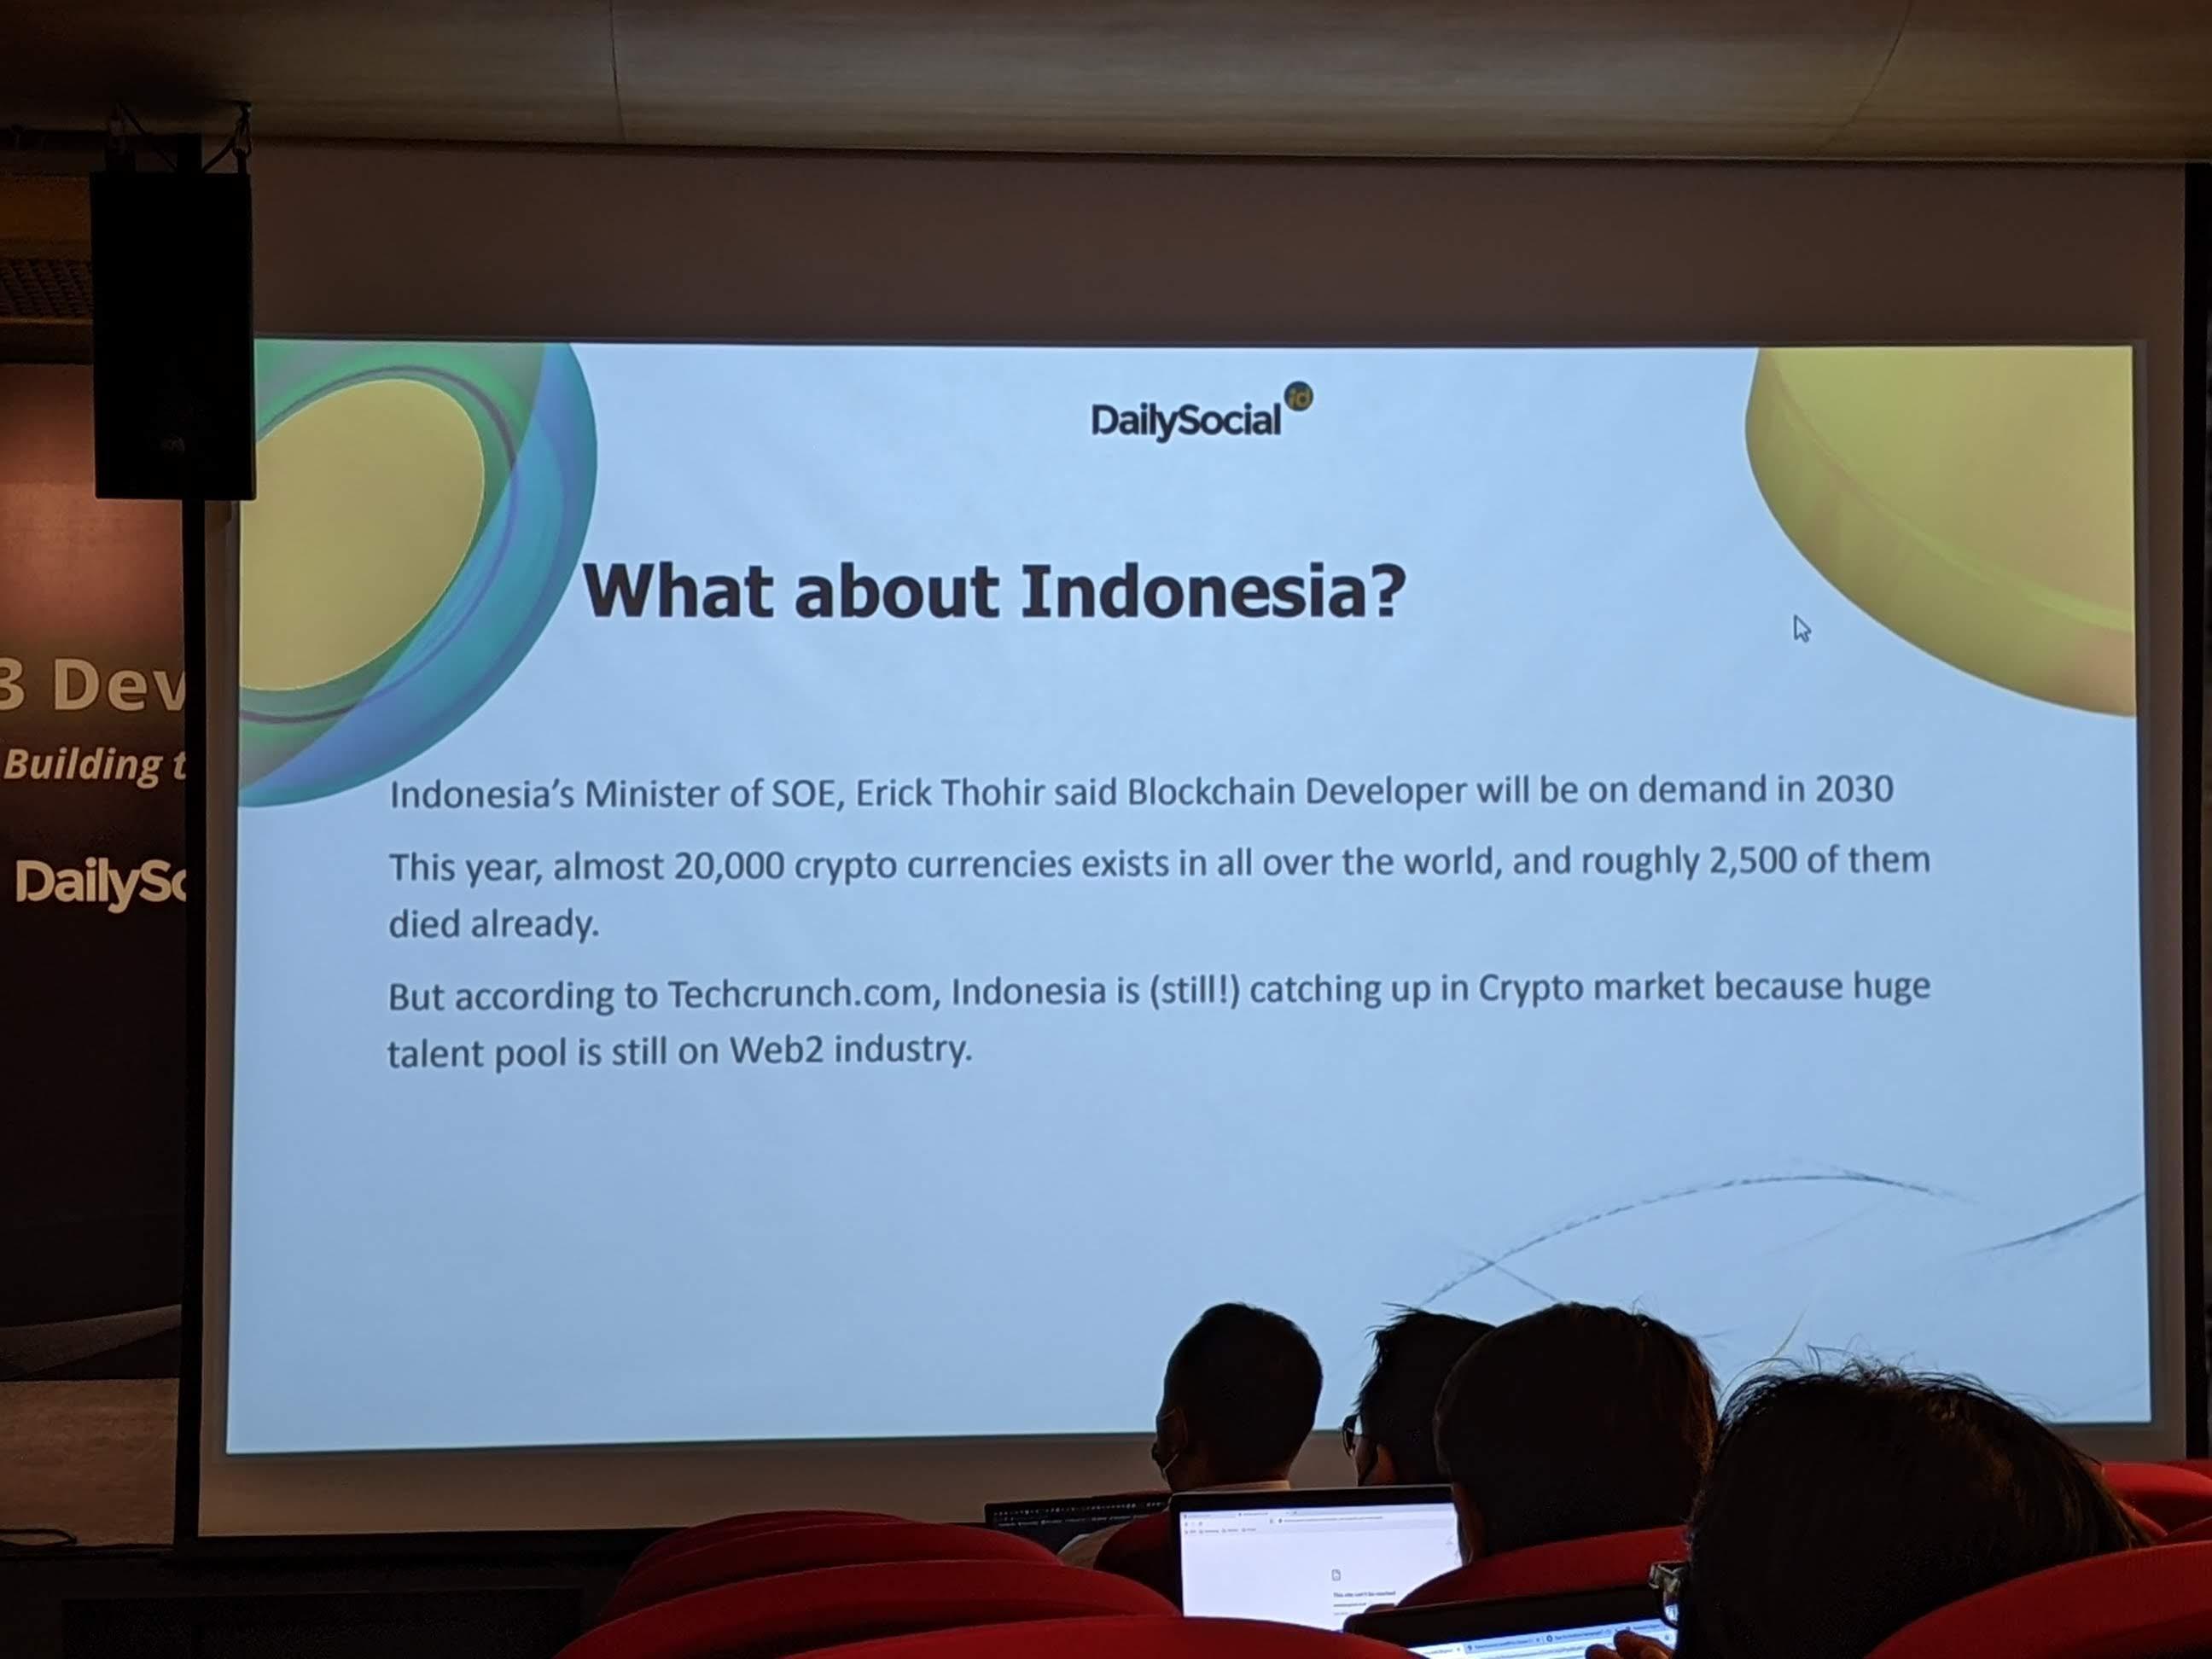 DailySocial id
What about Indonesia?
Indonesia's Minister of SOE, Erick Thohir said Blockchain Developer will be on demand in 2030
This year, almost 20,000 crypto currencies exists in all over the world, and roughly 2,500 of them
died already.
But according to Techcrunch.com, Indonesia is (still!) catching up in Crypto market because huge
talent pool is still on Web2 industry.
3 Dev
Building t
DailySo
This site can't be reached